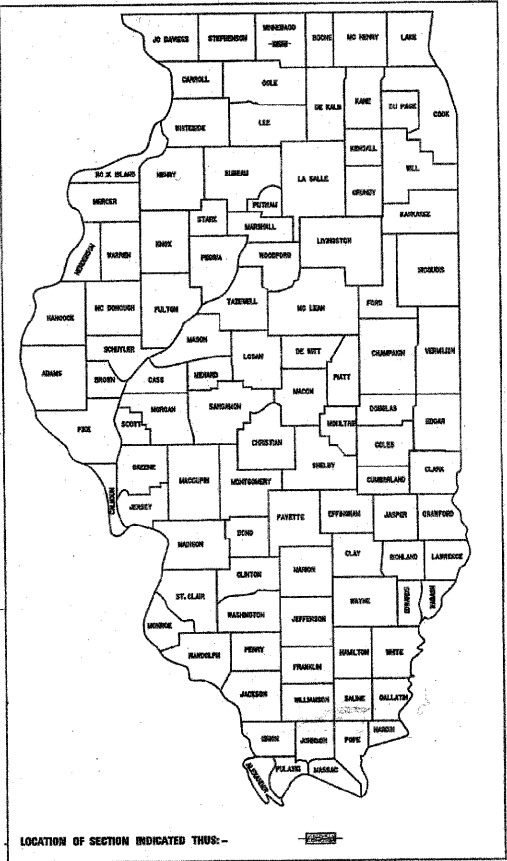 JO DAVIESS STEPHENSON WINNEBAGO BOONE MC HENRY LAKE
CARROLL OGLE DE KALB KANE DU PAGE COOK
WHITESIDE LEE KENDALL WILL
ROCK ISLAND HENRY BUREAU LA SALLE GRUNDY
MERCER PUTNAM KANKAKEE
STARK MARSHALL LIVINGSTON
HENDERSON WARREN KNOX PEORIA WOODFORD IROQUOIS
HANCOCK MC DONOUGH FULTON TAZEWELL MC LEAN FORD
SCHUYLER MASON LOGAN DE WITT CHAMPAIGN VERMILION
ADAMS BROWN CASS MENARD MACON PIATT
PIKE SCOTT MORGAN SANGAMON MOULTRIE DOUGLAS EDGAR
CHRISTIAN COLES
GREENE MACOUPIN MONTGOMERY SHELBY CUMBERLAND CLARK
CALHOUN JERSEY FAYETTE EFFINGHAM JASPER CRAWFORD
MADISON BOND CLAY RICHLAND LAWRENCE
CLINTON MARION
ST. CLAIR WASHINGTON JEFFERSON WAYNE EDWARDS WABASH
MONROE
RANDOLPH PERRY FRANKLIN HAMILTON WHITE
JACKSON WILLIAMSON SALINE GALLATIN
UNION JOHNSON POPE HARDIN
ALEXANDER PULASKI MASSAC
LOCATION OF SECTION INDICATED THUS:-